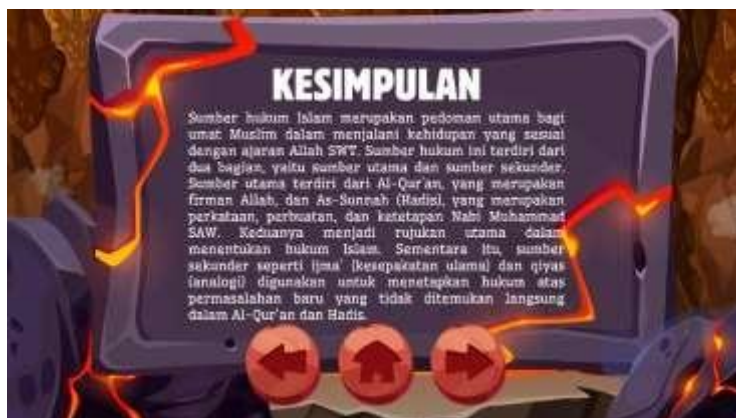 KESIMPULAN
Sumber hukum Islam merupakan pedoman utama bagi
umat Muslim dalam menjalani kehidupan yang sesuai
dengan ajaran Allah SWT. Sumber hukum ini terdiri dari
dua bagian, yaitu sumber utama dan sumber sekunder.
Sumber utama terdiri dari Al-Qur'an, yang merupakan
firman Allah, dan As-Sunnah (Hadis), yang merupakan
perkataan, perbuatan, dan ketetapan Nabi Muhammad
SAW. Keduanya menjadi rujukan utama dalam
menentukan hukum Islam. Sementara itu, sumber
sekunder seperti ijma' (kesepakatan ulama) dan qiyas
(analogi) digunakan untuk menetapkan hukum atas
permasalahan baru yang tidak ditemukan langsung
dalam Al-Qur'an dan Hadis.